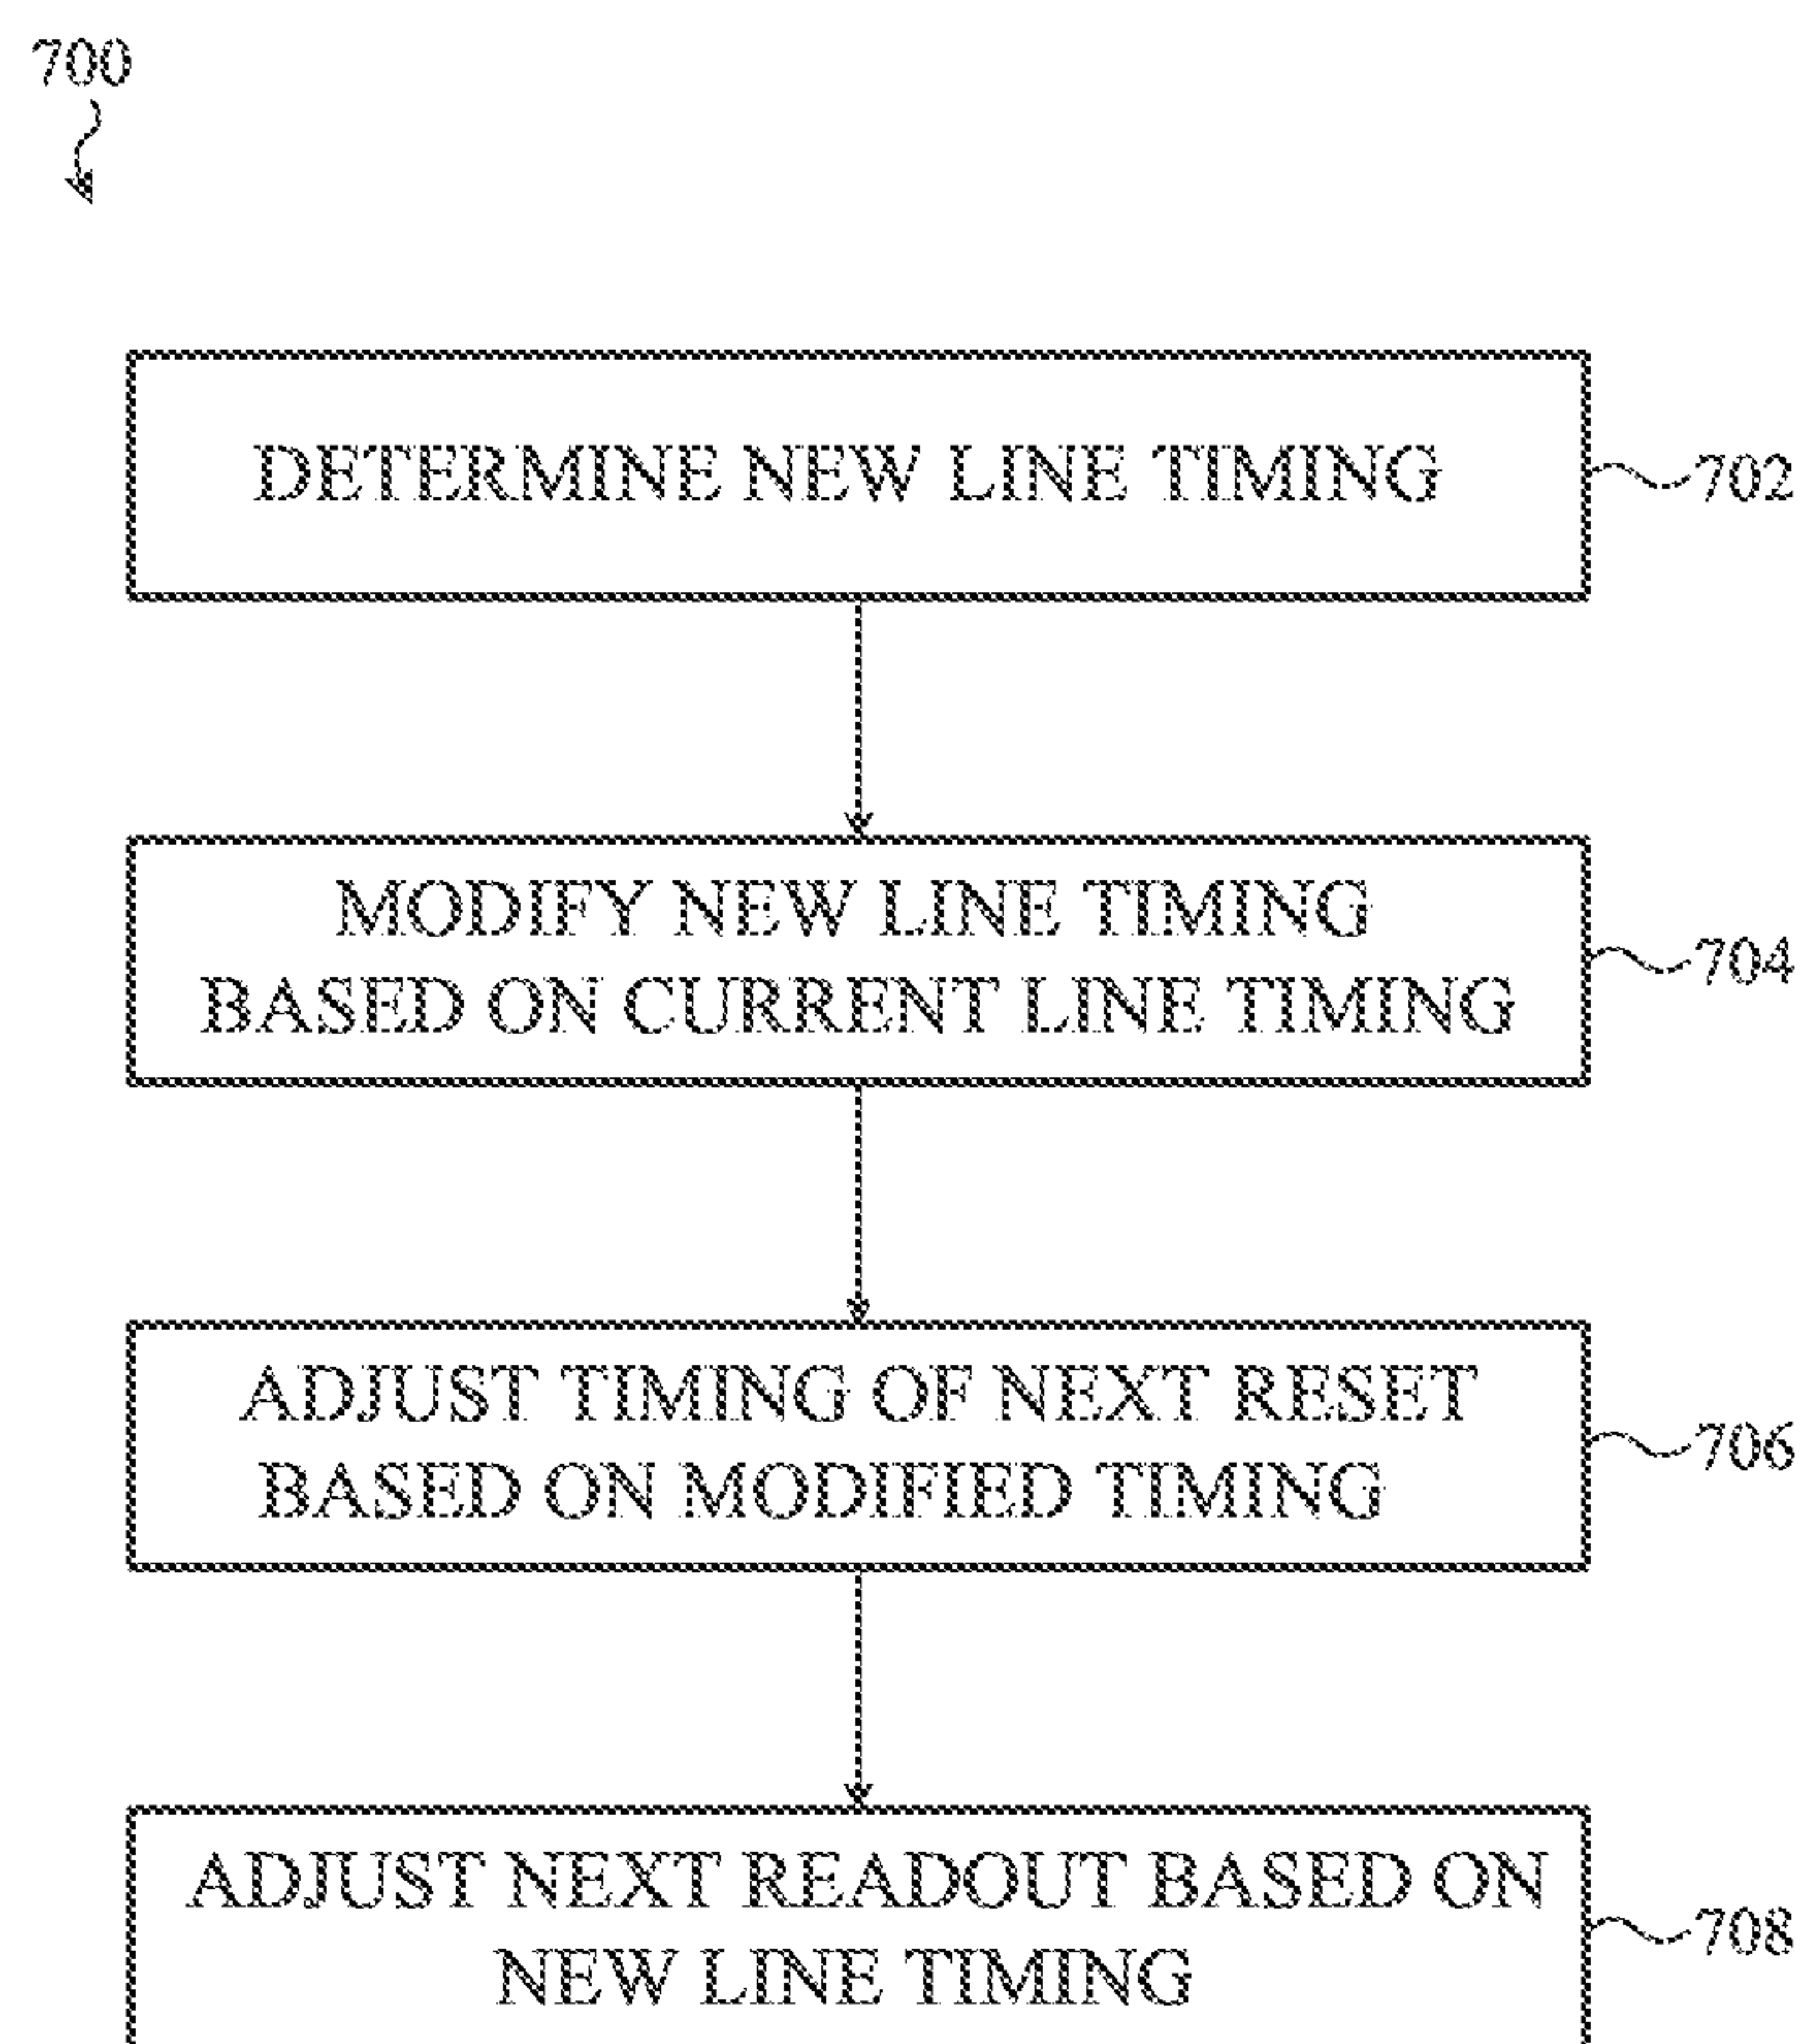 700
DETERMINE NEW LINE TIMING
702
MODIFY NEW LINE TIMING
BASED ON CURRENT LINE TIMING
704
ADJUST TIMING OF NEXT RESET
BASED ON MODIFIED TIMING
706
ADJUST NEXT READOUT BASED ON
NEW LINE TIMING
708